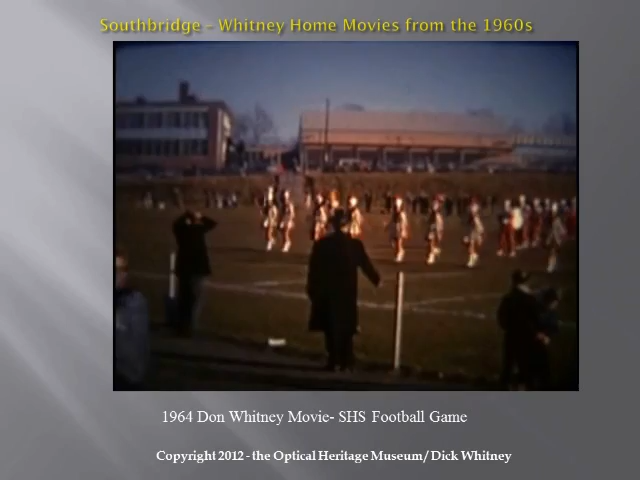 Southbridge - Whitney Home Movies from the 1960s
1964 Don Whitney Movie- SHS Football Game
Copyright 2012 - the Optical Heritage Museum/ Dick Whitney